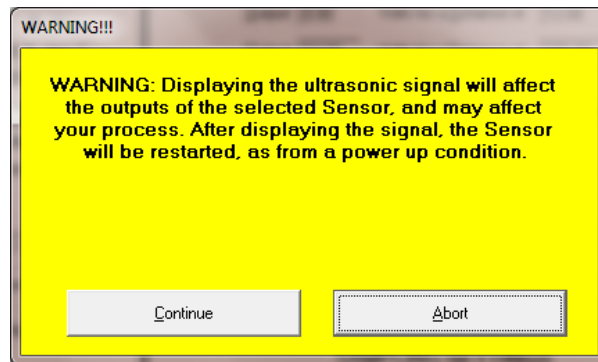 WARNING!!!
WARNING: Displaying the ultrasonic signal will affect
the outputs of the selected Sensor, and may affect
your process. After displaying the signal, the Sensor
will be restarted, as from a power up condition.
Continue
Abort